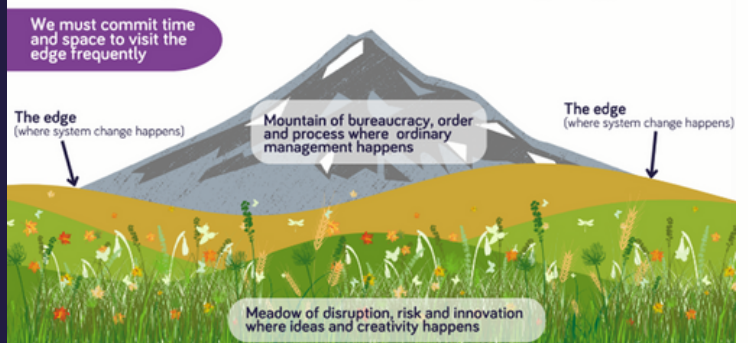 We must commit time
and space to visit the
edge frequently
The edge
(where system change happens)
Mountain of bureaucracy, order
and process where ordinary
management happens
The edge
(where system change happens)
Meadow of disruption, risk and innovation
where ideas and creativity happens